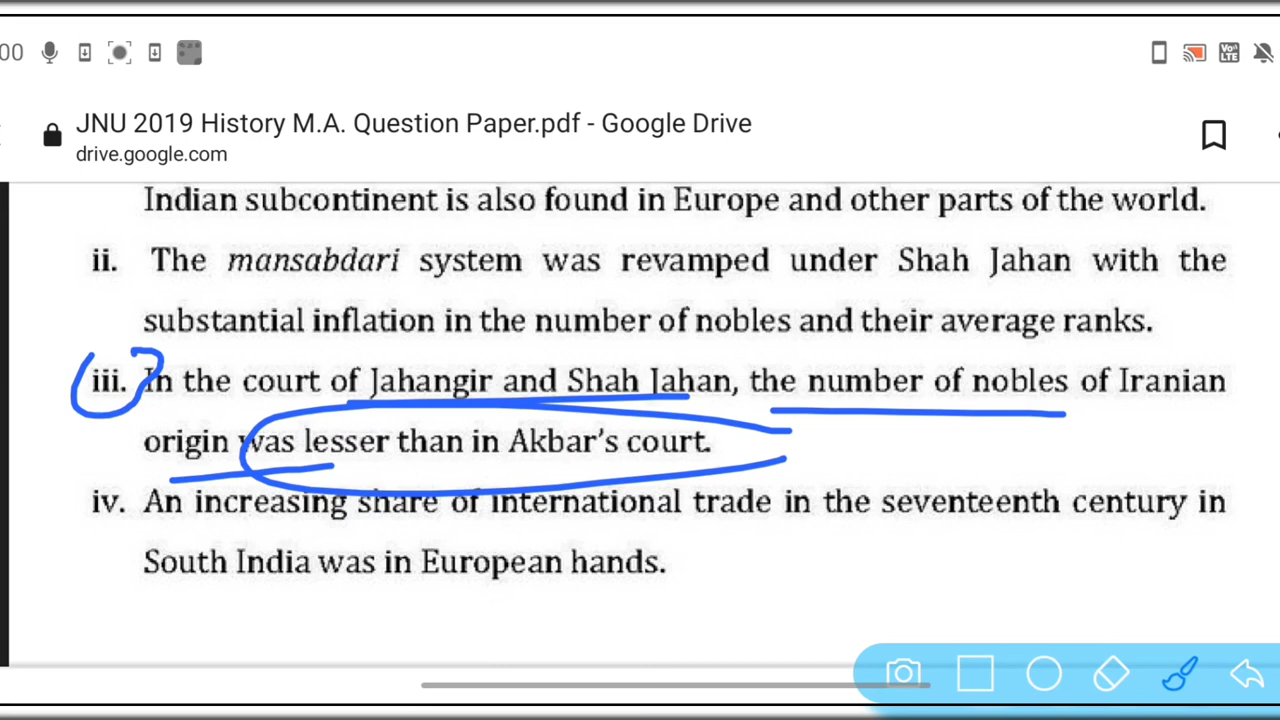 00
Vo))
LTE
JNU 2019 History M.A. Question Paper.pdf - Google Drive
drive.google.com
Indian subcontinent is also found in Europe and other parts of the world.
ii. The mansabdari system was revamped under Shah Jahan with the
substantial inflation in the number of nobles and their average ranks.
iii. In the court of Jahangir and Shah Jahan, the number of nobles of Iranian
origin was lesser than in Akbar's court.
iv. An increasing share of international trade in the seventeenth century in
South India was in European hands.